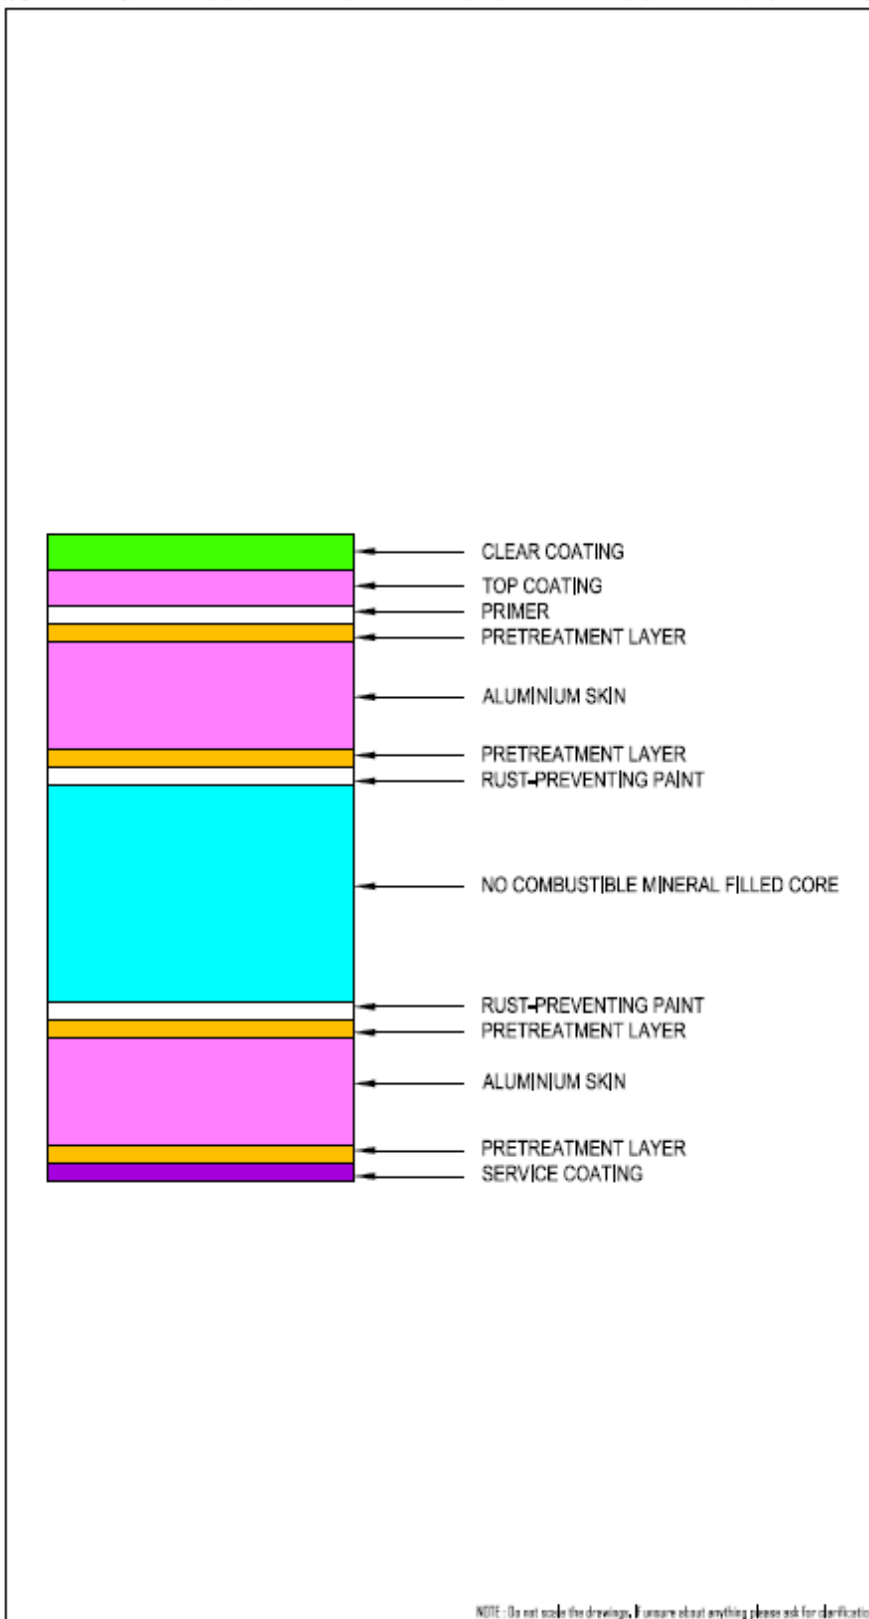 CLEAR COATING
TOP COATING
PRIMER
PRETREATMENT LAYER
ALUMINIUM SKIN
PRETREATMENT LAYER
RUST-PREVENTING PAINT
NO COMBUSTIBLE MINERAL FILLED CORE
RUST-PREVENTING PAINT
PRETREATMENT LAYER
ALUMINIUM SKIN
PRETREATMENT LAYER
SERVICE COATING
NOTE : Do not scale the drawings, If unsure about anything please ask for